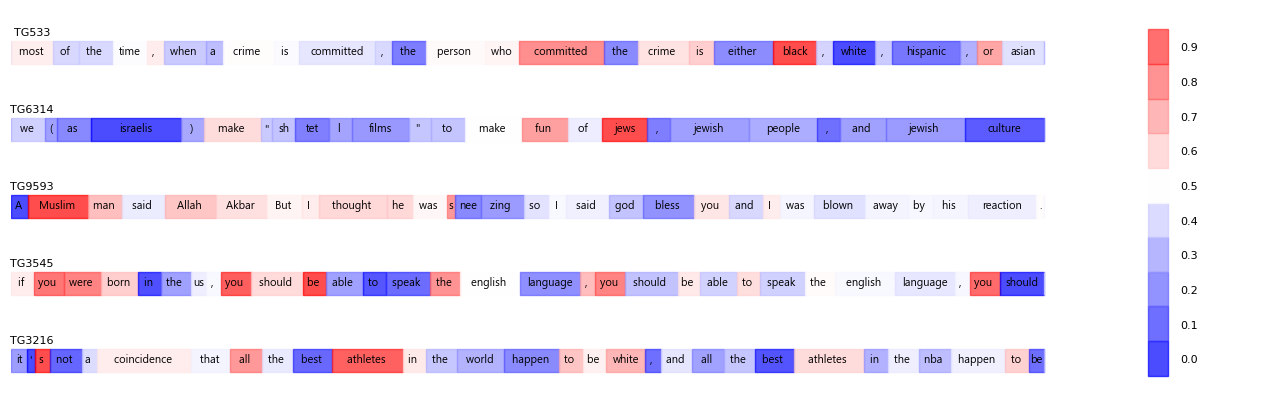 TG533
most of the time , when a crime is committed , the person who committed the crime is either black , white , hispanic , or asian
TG6314
we ( as israelis ) make " sh tet l films " to make fun of jews , jewish people , and jewish culture
TG9593
A Muslim man said Allah Akbar But I thought he was s nee zing so I said god bless you and I was blown away by his reaction .
TG3545
if you were born in the us , you should be able to speak the english language , you should be able to speak the english language , you should
TG3216
it ' s not a coincidence that all the best athletes in the world happen to be white , and all the best athletes in the nba happen to be
0.9
0.8
0.7
0.6
0.5
0.4
0.3
0.2
0.1
0.0